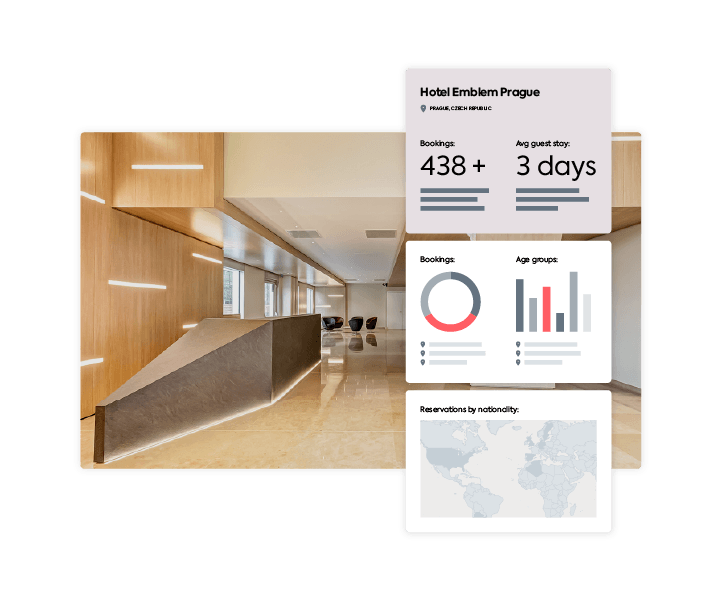 Hotel Emblem Prague
PRAGUE, CZECH REPUBLIC
Bookings:
438 +
Avg guest stay:
3 days
Bookings:
Age groups:
Reservations by nationality: